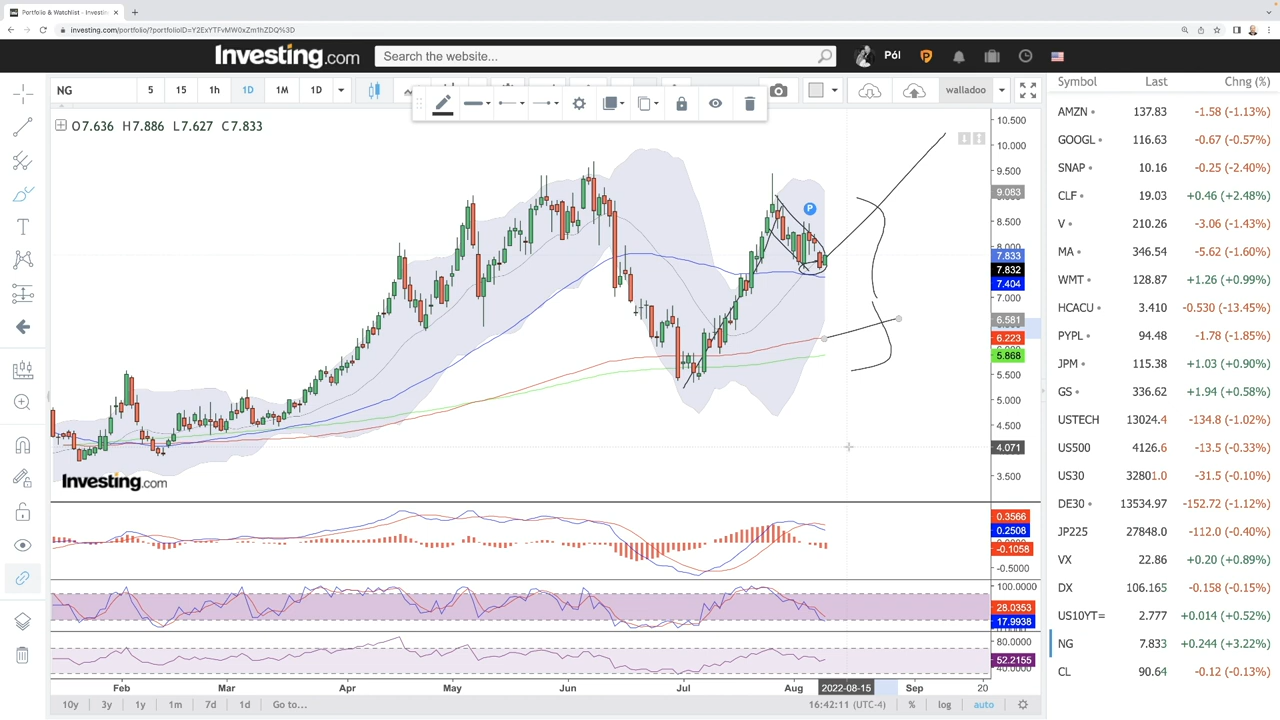 Portfolio & Watchlist - Investin
investing.com/portfolio/?portfolioID=Y2ExYTFvMW0xZm1hZDQ%3D
Investing.com
Search the website...
Pól
NG
5
15
1h
1D
1M
1D
walladoo
O7.636 H7.886 L7.627 C7.833
P
10.500
10.000
9.500
9.083
8.500
8.000
7.833
7.832
7.404
7.000
6.581
6.223
5.868
5.500
5.000
4.500
4.071
3.500
Investing.com
0.3566
0.2508
-0.1058
-0.5000
100.0000
28.0353
17.9938
80.0000
52.2155
40.0000
Feb
Mar
Apr
May
Jun
Jul
Aug
2022-08-15
Sep
20
10y
3y
1y
1m
7d
1d
Go to...
16:42:11 (UTC-4)
%
log
auto
Symbol Last Chng (%)
AMZN 137.83 -1.58 (-1.13%)
GOOGL 116.63 -0.67 (-0.57%)
SNAP 10.16 -0.25 (-2.40%)
CLF 19.03 +0.46 (+2.48%)
V 210.26 -3.06 (-1.43%)
MA 346.54 -5.62 (-1.60%)
WMT 128.87 +1.26 (+0.99%)
HCACU 3.410 -0.530 (-13.45%)
PYPL 94.48 -1.78 (-1.85%)
JPM 115.38 +1.03 (+0.90%)
GS 336.62 +1.94 (+0.58%)
USTECH 13024.4 -134.8 (-1.02%)
US500 4126.6 -13.5 (-0.33%)
US30 32801.0 -31.5 (-0.10%)
DE30 13534.97 -152.72 (-1.12%)
JP225 27848.0 -112.0 (-0.40%)
VX 22.86 +0.20 (+0.89%)
DX 106.165 -0.158 (-0.15%)
US10YT= 2.777 +0.014 (+0.52%)
NG 7.833 +0.244 (+3.22%)
CL 90.64 -0.12 (-0.13%)